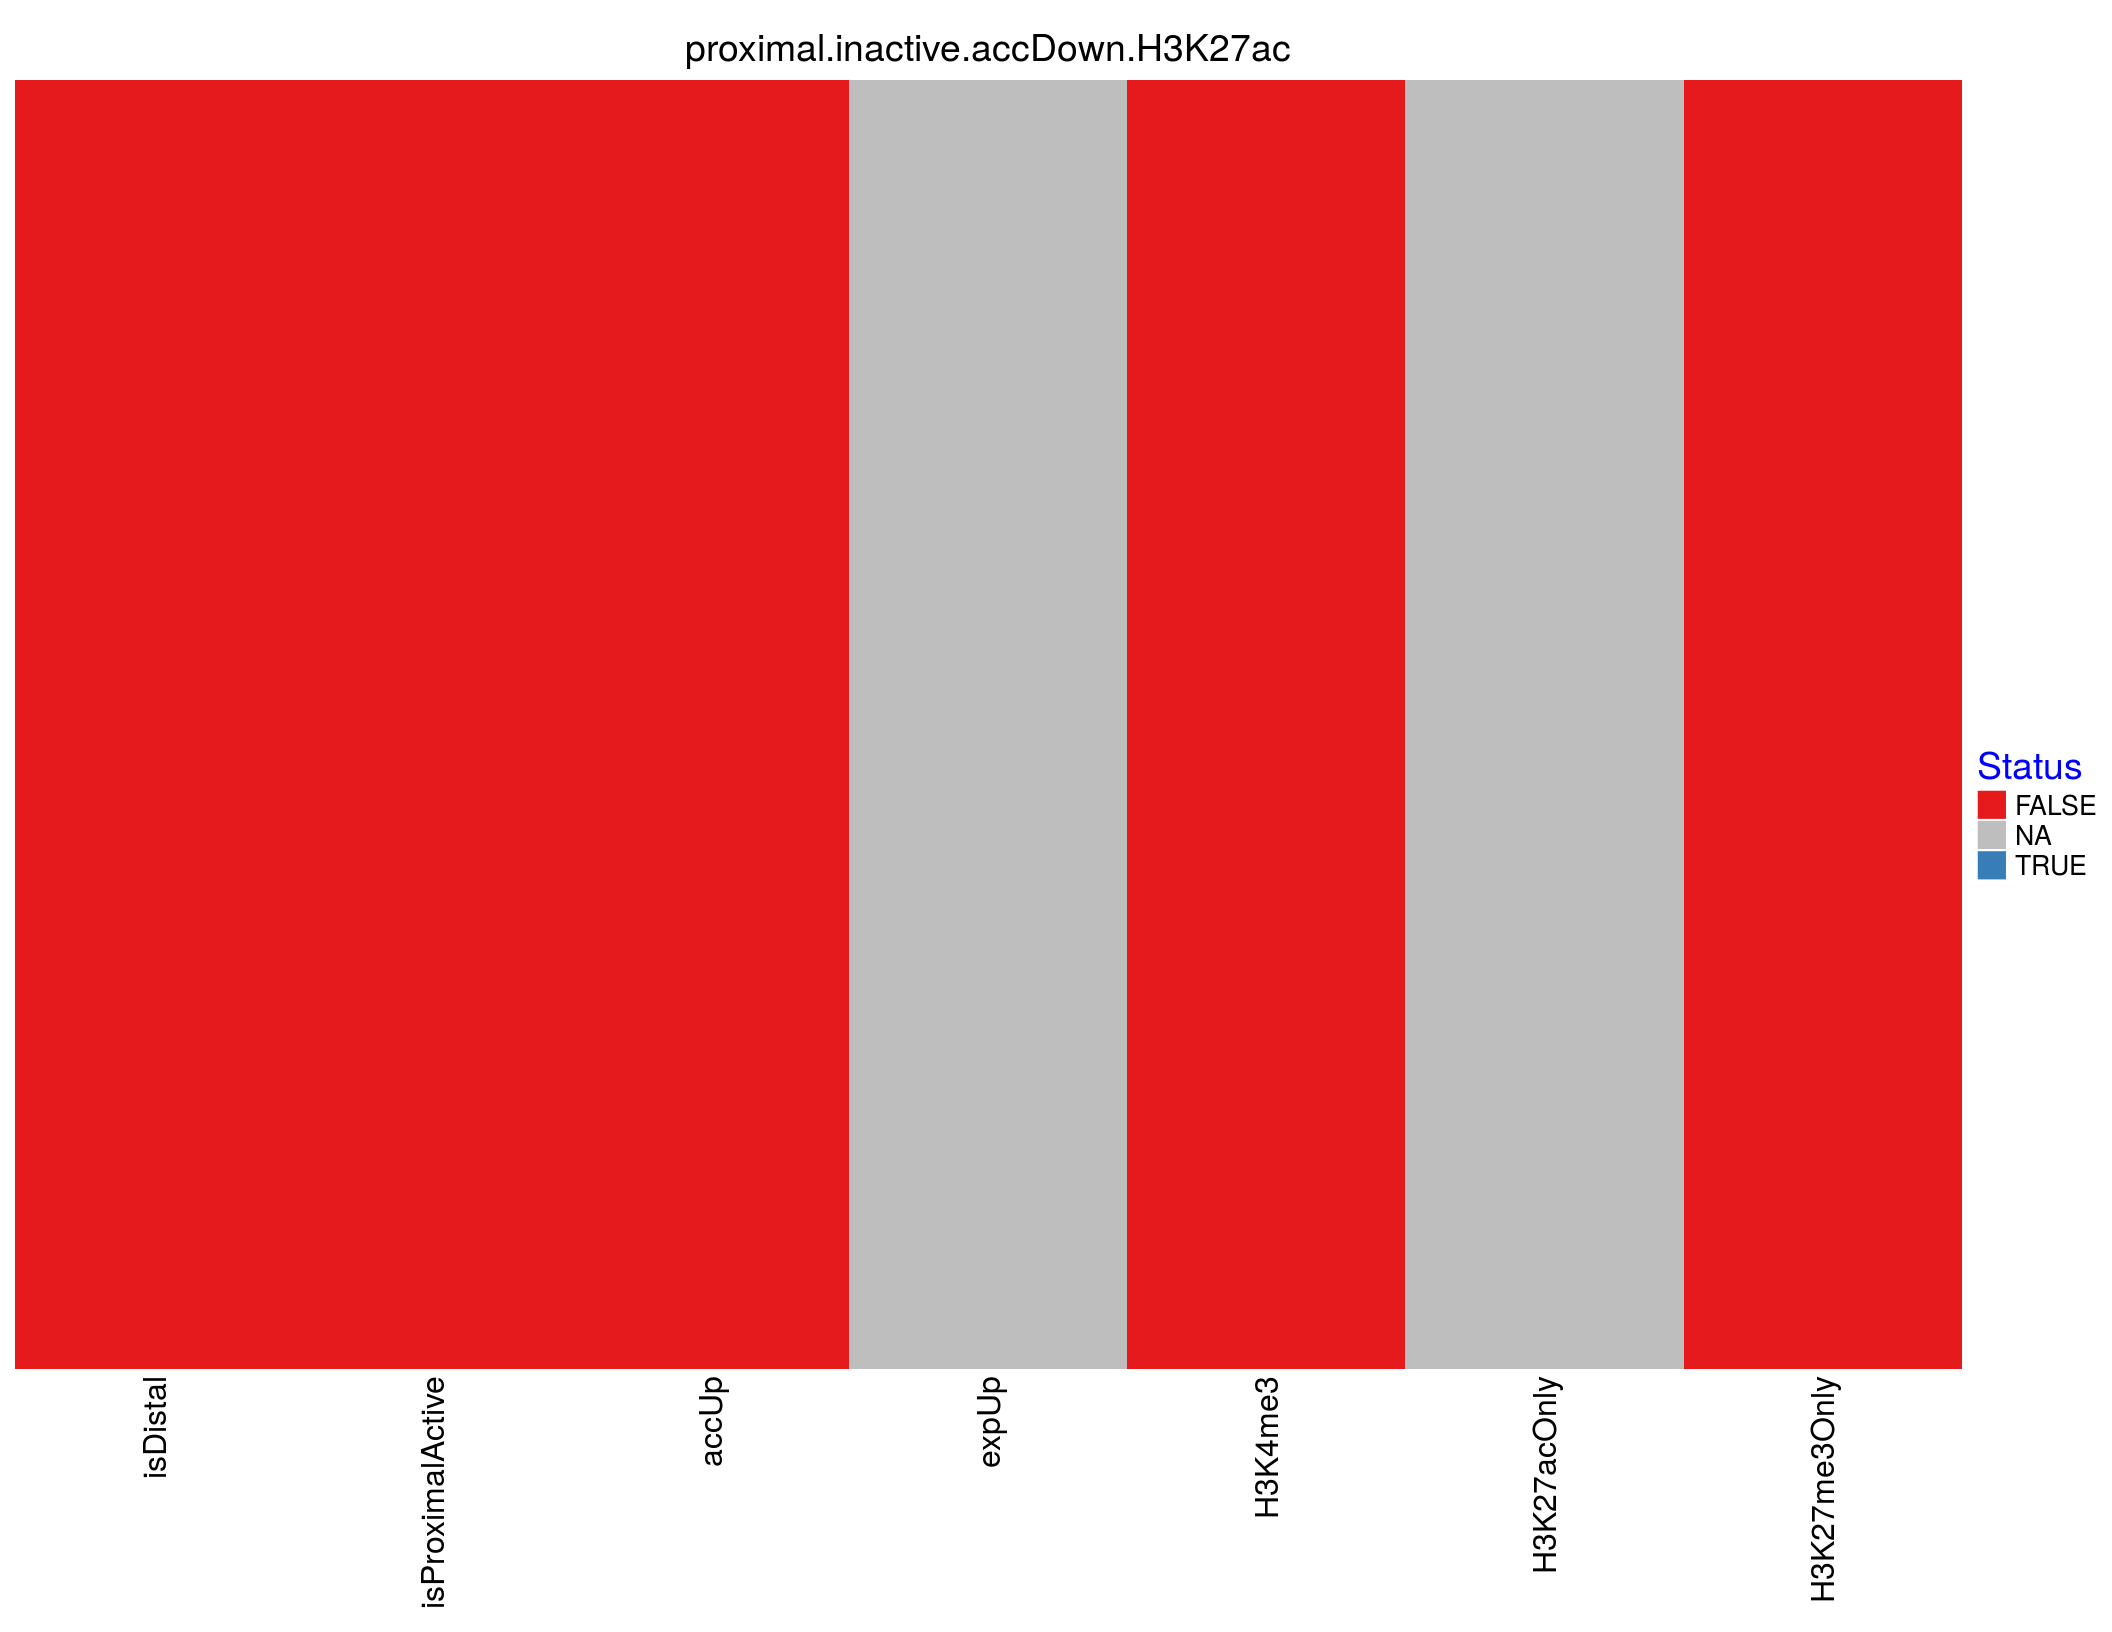 proximal.inactive.accDown.H3K27ac
Status
FALSE
NA
TRUE
isDistal
isProximalActive
accUp
expUp
H3K4me3
H3K27acOnly
H3K27me3Only